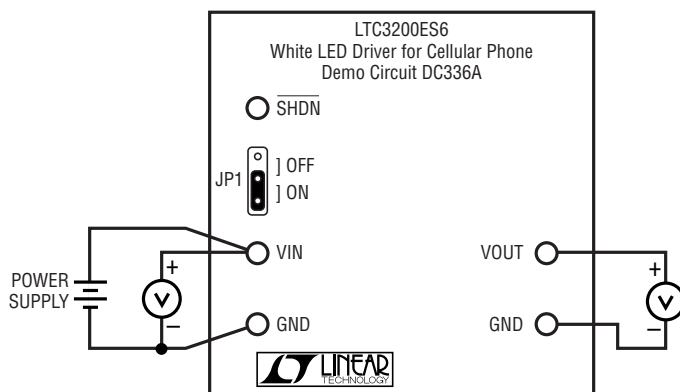 LTC3200ES6
White LED Driver for Cellular Phone
Demo Circuit DC336A
SHDN
JP1
] OFF
] ON
VIN
VOUT
POWER
SUPPLY
+
V
–
+
V
–
GND
GND
LT LINEAR
TECHNOLOGY